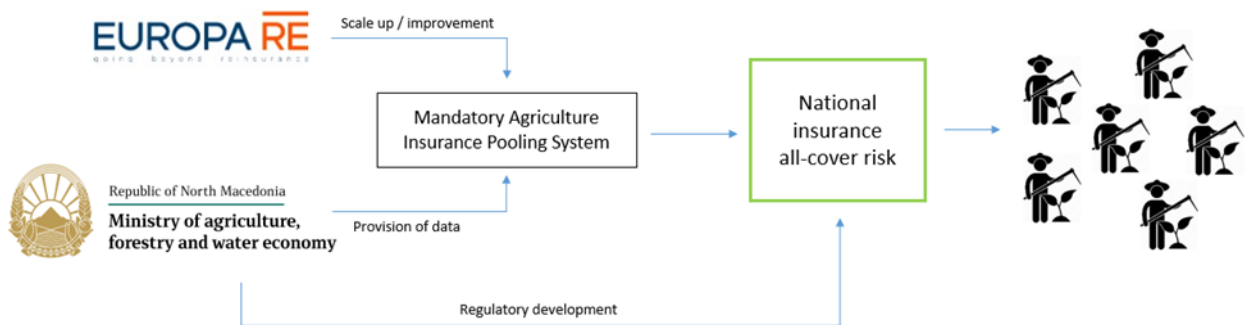 EUROPA RE
going beyond reinsurance
Scale up / improvement
Mandatory Agriculture
Insurance Pooling System
National
insurance
all-cover risk
Republic of North Macedonia
Ministry of agriculture,
forestry and water economy
Provision of data
Regulatory development